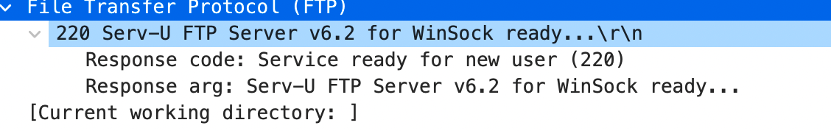 File Transfer Protocol (FTP)
220 Serv-U FTP Server v6.2 for WinSock ready...\r\n
Response code: Service ready for new user (220)
Response arg: Serv-U FTP Server v6.2 for WinSock ready...
[Current working directory: ]